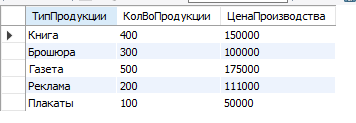 ТипПродукции КолВоПродукции ЦенаПроизводства
Книга 400 150000
Брошюра 300 100000
Газета 500 175000
Реклама 200 111000
Плакаты 100 50000